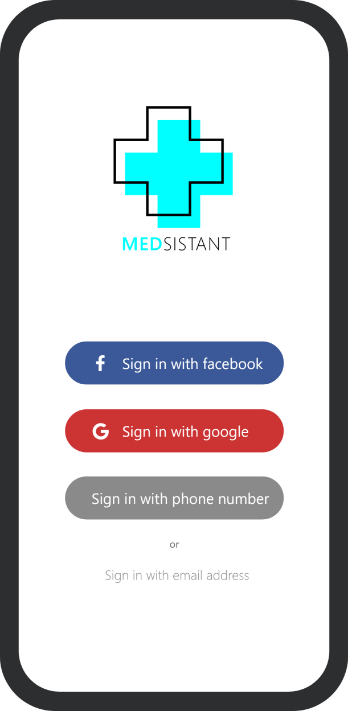 MEDSISTANT
Sign in with facebook
Sign in with google
Sign in with phone number
or
Sign in with email address